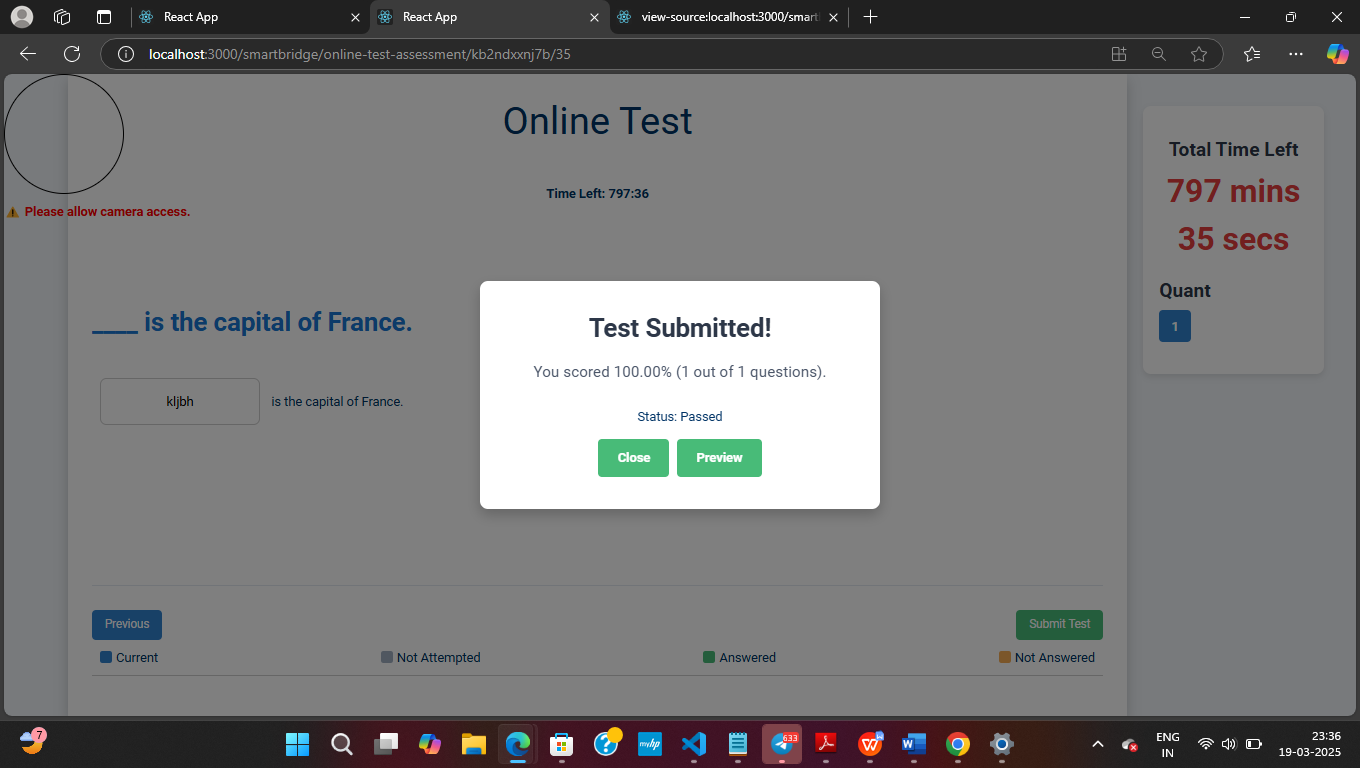 React App
React App
view-source:localhost:3000/smart
localhost:3000/smartbridge/online-test-assessment/kb2ndxxnj7b/35
Online Test
Time Left: 797:36
Please allow camera access.
Total Time Left
797 mins
35 secs
Quant
1
____ is the capital of France.
kljbh is the capital of France.
Test Submitted!
You scored 100.00% (1 out of 1 questions).
Status: Passed
Close Preview
Previous Submit Test
Current Not Attempted Answered Not Answered
7
myhp
633
W
W
ENG
IN
23:36
19-03-2025